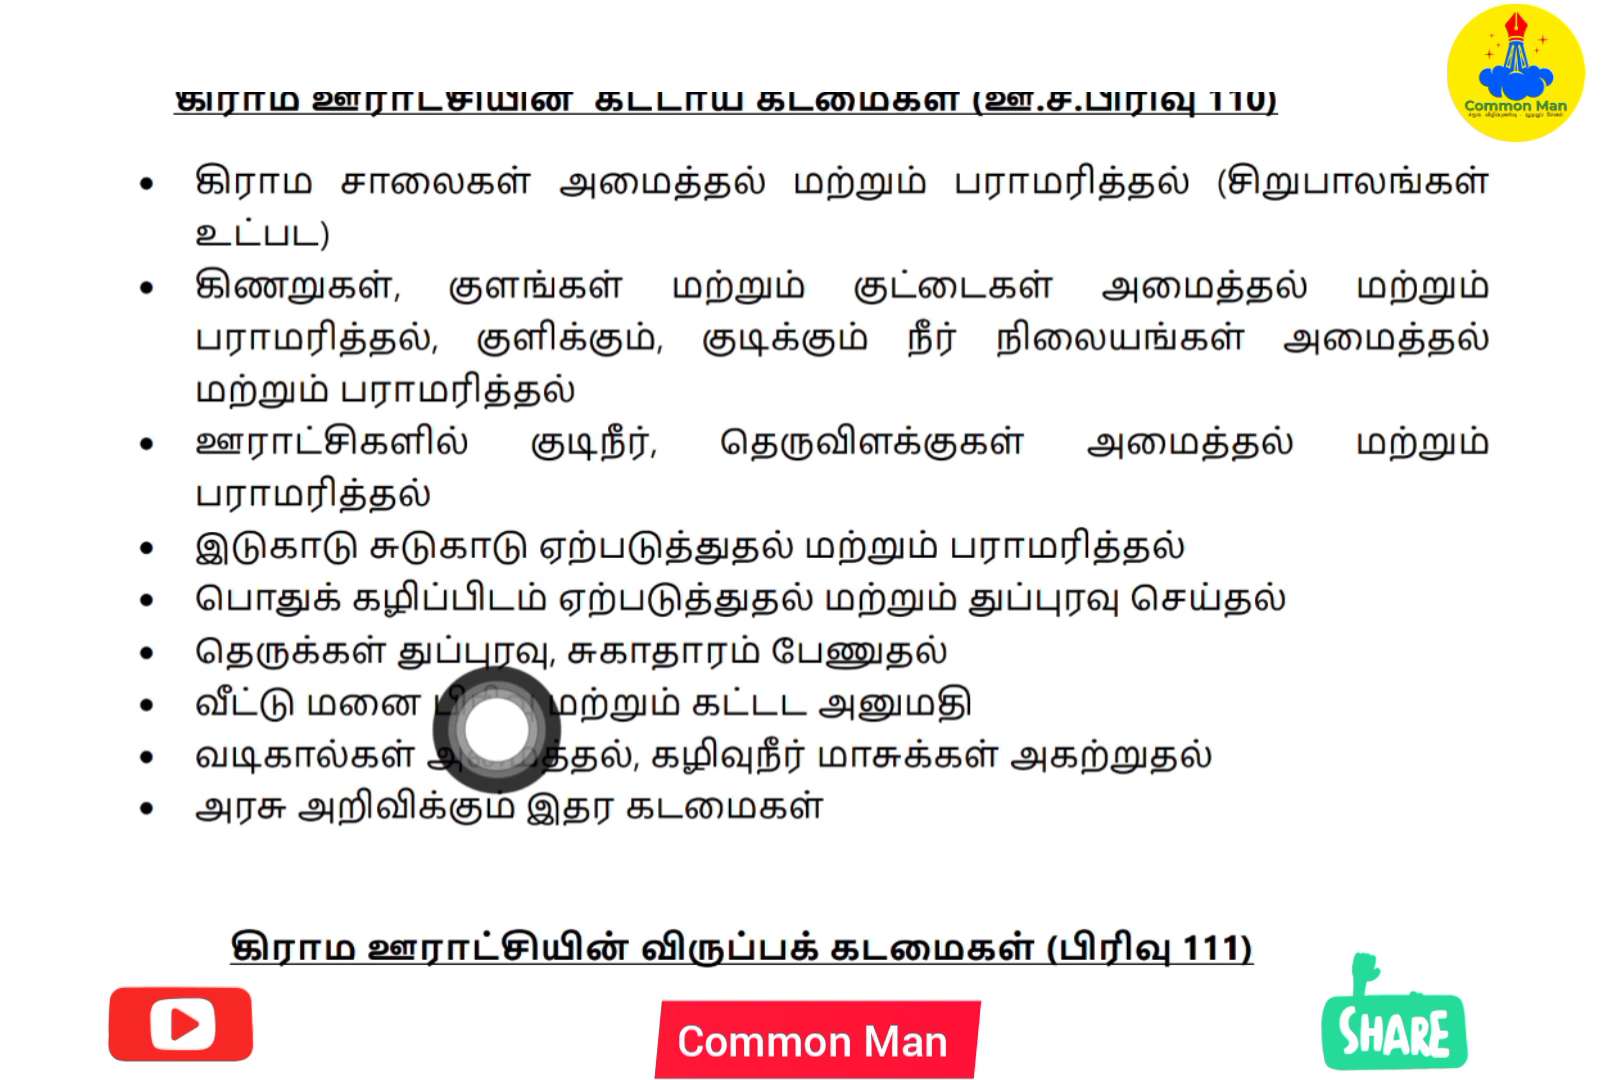 Common Man
கிராம ஊராட்சியின் கட்டாய கடமைகள் (ஊ.ச.பிரிவு 110)
• கிராம சாலைகள் அமைத்தல் மற்றும் பராமரித்தல் (சிறுபாலங்கள்
உட்பட)
• கிணறுகள், குளங்கள் மற்றும் குட்டைகள் அமைத்தல் மற்றும்
பராமரித்தல், குளிக்கும், குடிக்கும் நீர் நிலையங்கள் அமைத்தல்
மற்றும் பராமரித்தல்
• ஊராட்சிகளில் குடிநீர், தெருவிளக்குகள் அமைத்தல் மற்றும்
பராமரித்தல்
• இடுகாடு சுடுகாடு ஏற்படுத்துதல் மற்றும் பராமரித்தல்
• பொதுக் கழிப்பிடம் ஏற்படுத்துதல் மற்றும் துப்புரவு செய்தல்
• தெருக்கள் துப்புரவு, சுகாதாரம் பேணுதல்
• வீட்டு மனை மற்றும் கட்டட அனுமதி
• வடிகால்கள் அமைத்தல், கழிவுநீர் மாசுக்கள் அகற்றுதல்
• அரசு அறிவிக்கும் இதர கடமைகள்
கிராம ஊராட்சியின் விருப்பக் கடமைகள் (பிரிவு 111)
Common Man
SHARE